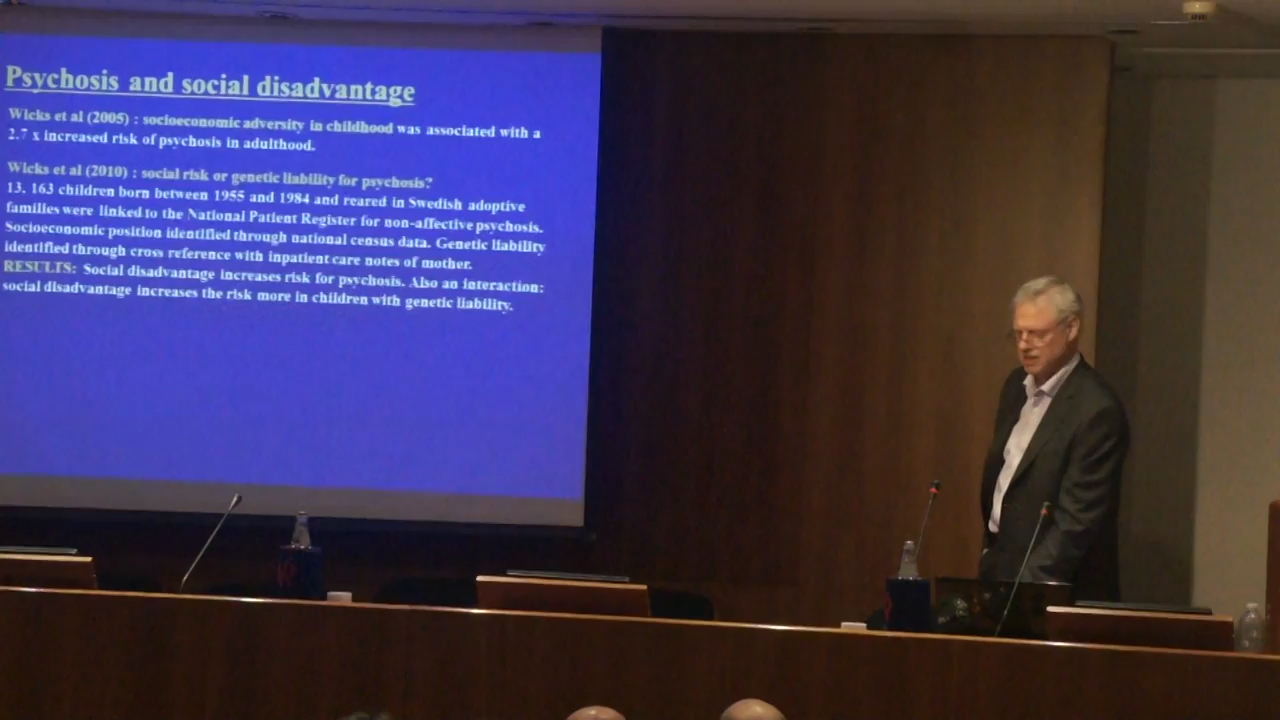 Psychosis and social disadvantage
Wicks et al (2005) : socioeconomic adversity in childhood was associated with a
2.7 x increased risk of psychosis in adulthood.
Wicks et al (2010) : social risk or genetic liability for psychosis?
13, 163 children born between 1955 and 1984 and reared in Swedish adoptive
families were linked to the National Patient Register for non-affective psychosis.
Socioeconomic position identified through national census data. Genetic liability
identified through cross reference with inpatient care notes of mother.
RESULTS: Social disadvantage increases risk for psychosis. Also an interaction:
social disadvantage increases the risk more in children with genetic liability.